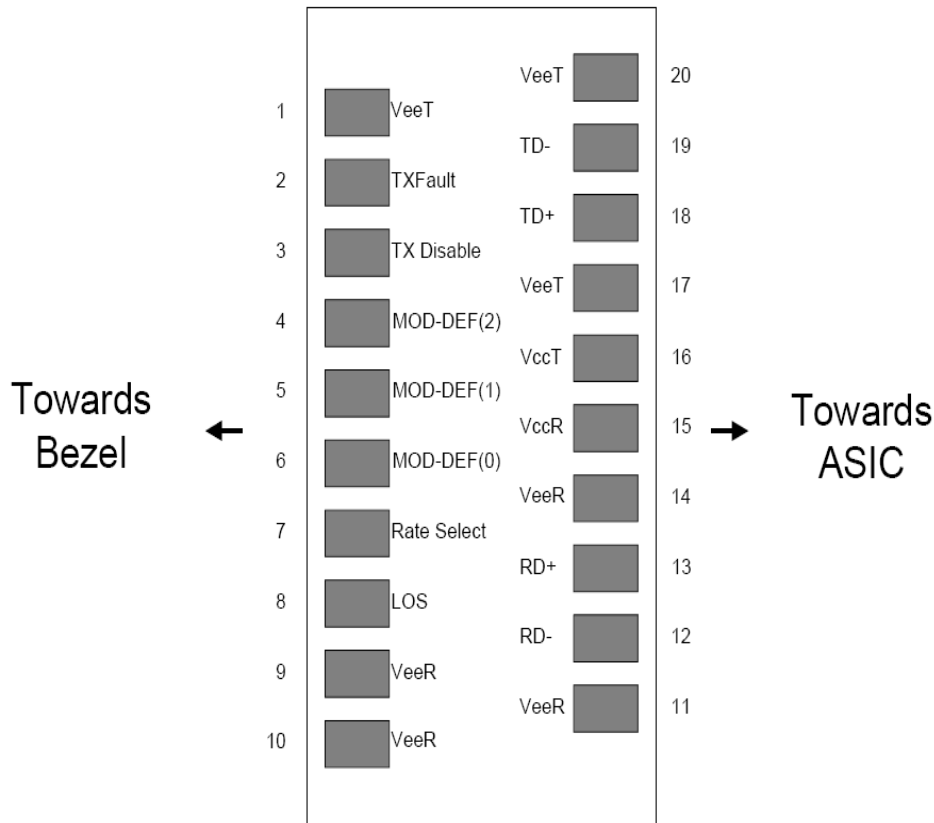 VeeT 20
1 VeeT
TD- 19
2 TXFault
TD+ 18
3 TX Disable
VeeT 17
4 MOD-DEF(2)
VccT 16
5 MOD-DEF(1)
Towards
Bezel
VccR 15
Towards
ASIC
6 MOD-DEF(0)
VeeR 14
7 Rate Select
RD+ 13
8 LOS
RD- 12
9 VeeR
VeeR 11
10 VeeR